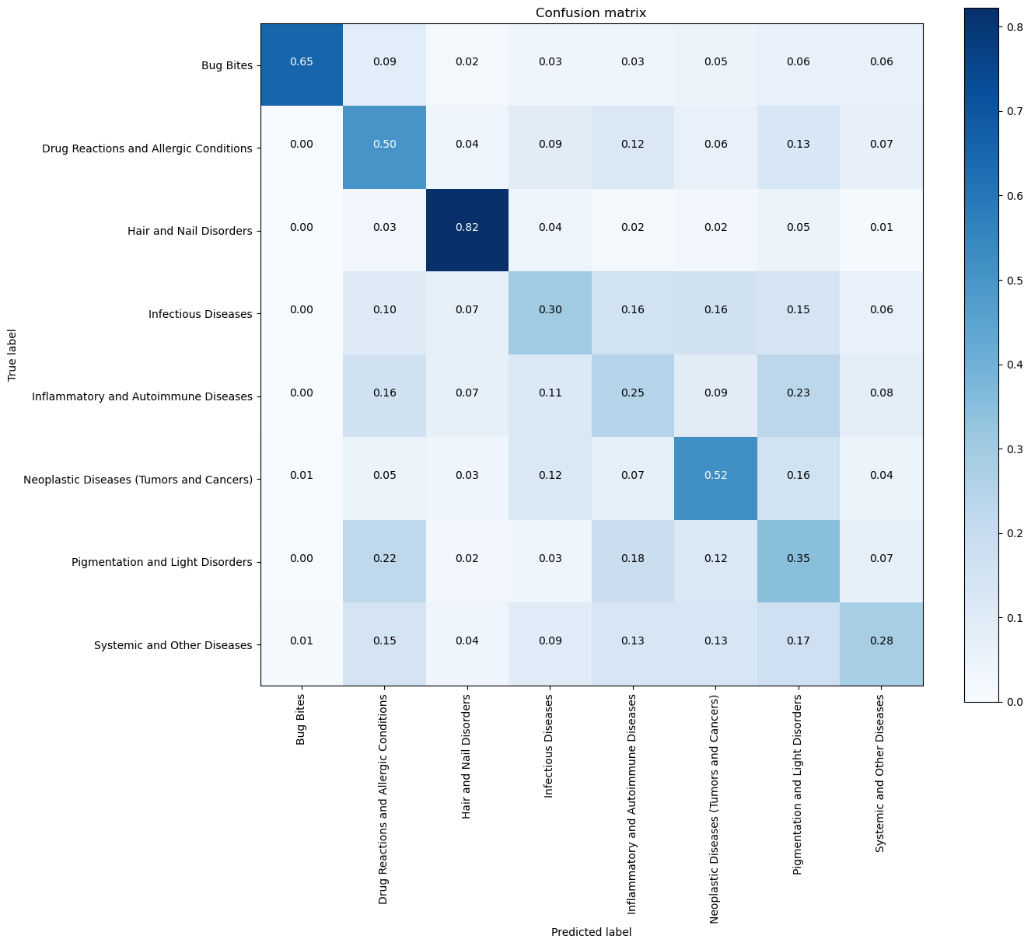 Confusion matrix
Bug Bites 0.65 0.09 0.02 0.03 0.03 0.05 0.06 0.06
Drug Reactions and Allergic Conditions 0.00 0.50 0.04 0.09 0.12 0.06 0.13 0.07
Hair and Nail Disorders 0.00 0.03 0.82 0.04 0.02 0.02 0.05 0.01
Infectious Diseases 0.00 0.10 0.07 0.30 0.16 0.16 0.15 0.06
Inflammatory and Autoimmune Diseases 0.00 0.16 0.07 0.11 0.25 0.09 0.23 0.08
Neoplastic Diseases (Tumors and Cancers) 0.01 0.05 0.03 0.12 0.07 0.52 0.16 0.04
Pigmentation and Light Disorders 0.00 0.22 0.02 0.03 0.18 0.12 0.35 0.07
Systemic and Other Diseases 0.01 0.15 0.04 0.09 0.13 0.13 0.17 0.28
True label
Bug Bites
Drug Reactions and Allergic Conditions
Hair and Nail Disorders
Infectious Diseases
Inflammatory and Autoimmune Diseases
Neoplastic Diseases (Tumors and Cancers)
Pigmentation and Light Disorders
Systemic and Other Diseases
Predicted label
0.8
0.7
0.6
0.5
0.4
0.3
0.2
0.1
0.0